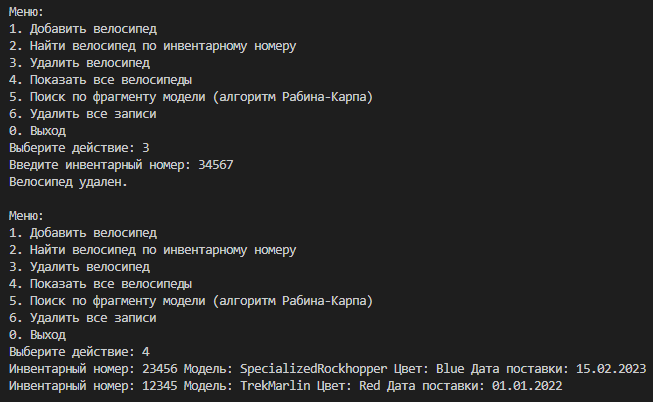 Меню:
1. Добавить велосипед
2. Найти велосипед по инвентарному номеру
3. Удалить велосипед
4. Показать все велосипеды
5. Поиск по фрагменту модели (алгоритм Рабина-Карпа)
6. Удалить все записи
0. Выход
Выберите действие: 3
Введите инвентарный номер: 34567
Велосипед удален.

Меню:
1. Добавить велосипед
2. Найти велосипед по инвентарному номеру
3. Удалить велосипед
4. Показать все велосипеды
5. Поиск по фрагменту модели (алгоритм Рабина-Карпа)
6. Удалить все записи
0. Выход
Выберите действие: 4
Инвентарный номер: 23456 Модель: SpecializedRockhopper Цвет: Blue Дата поставки: 15.02.2023
Инвентарный номер: 12345 Модель: TrekMarlin Цвет: Red Дата поставки: 01.01.2022